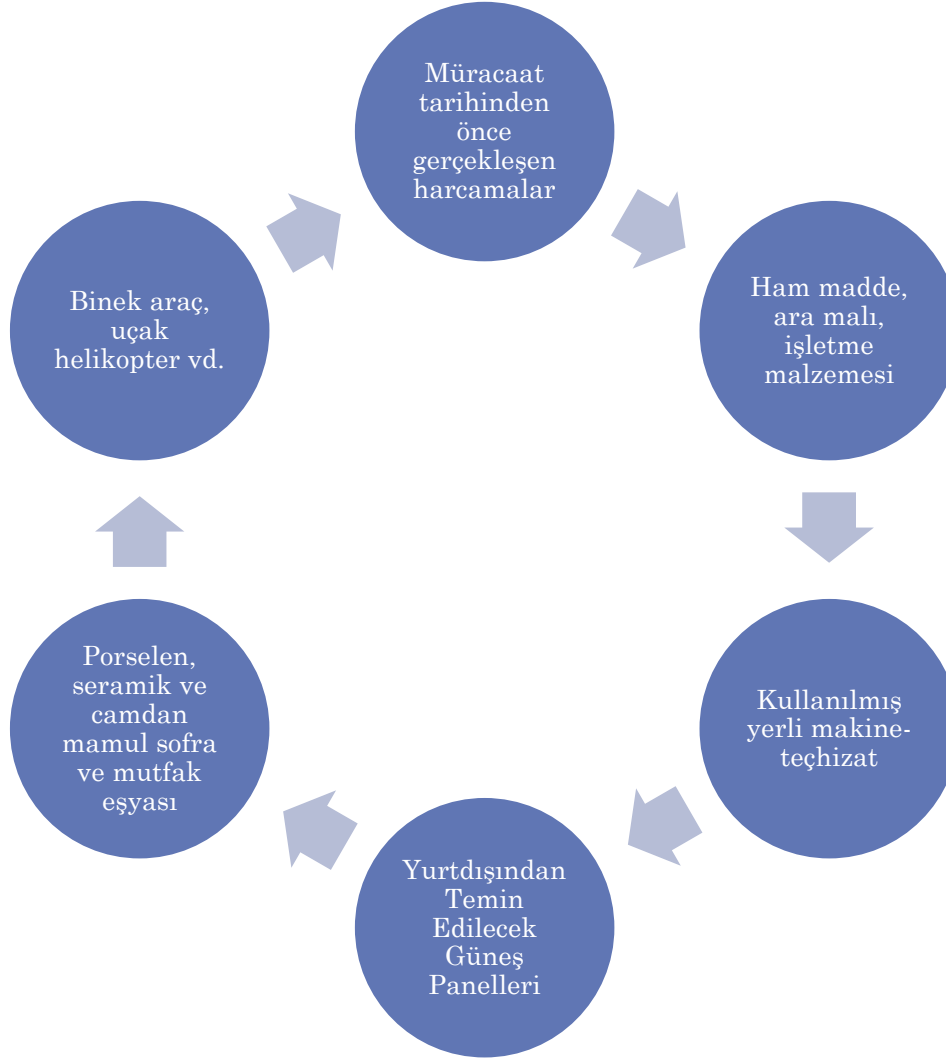 Müracaat
tarihinden
önce
gerçekleşen
harcamalar
Ham madde,
ara malı,
işletme
malzemesi
Kullanılmış
yerli makine-
teçhizat
Yurtdışından
Temin
Edilecek
Güneş
Panelleri
Porselen,
seramik ve
camdan
mamul sofra
ve mutfak
eşyası
Binek araç,
uçak
helikopter vd.